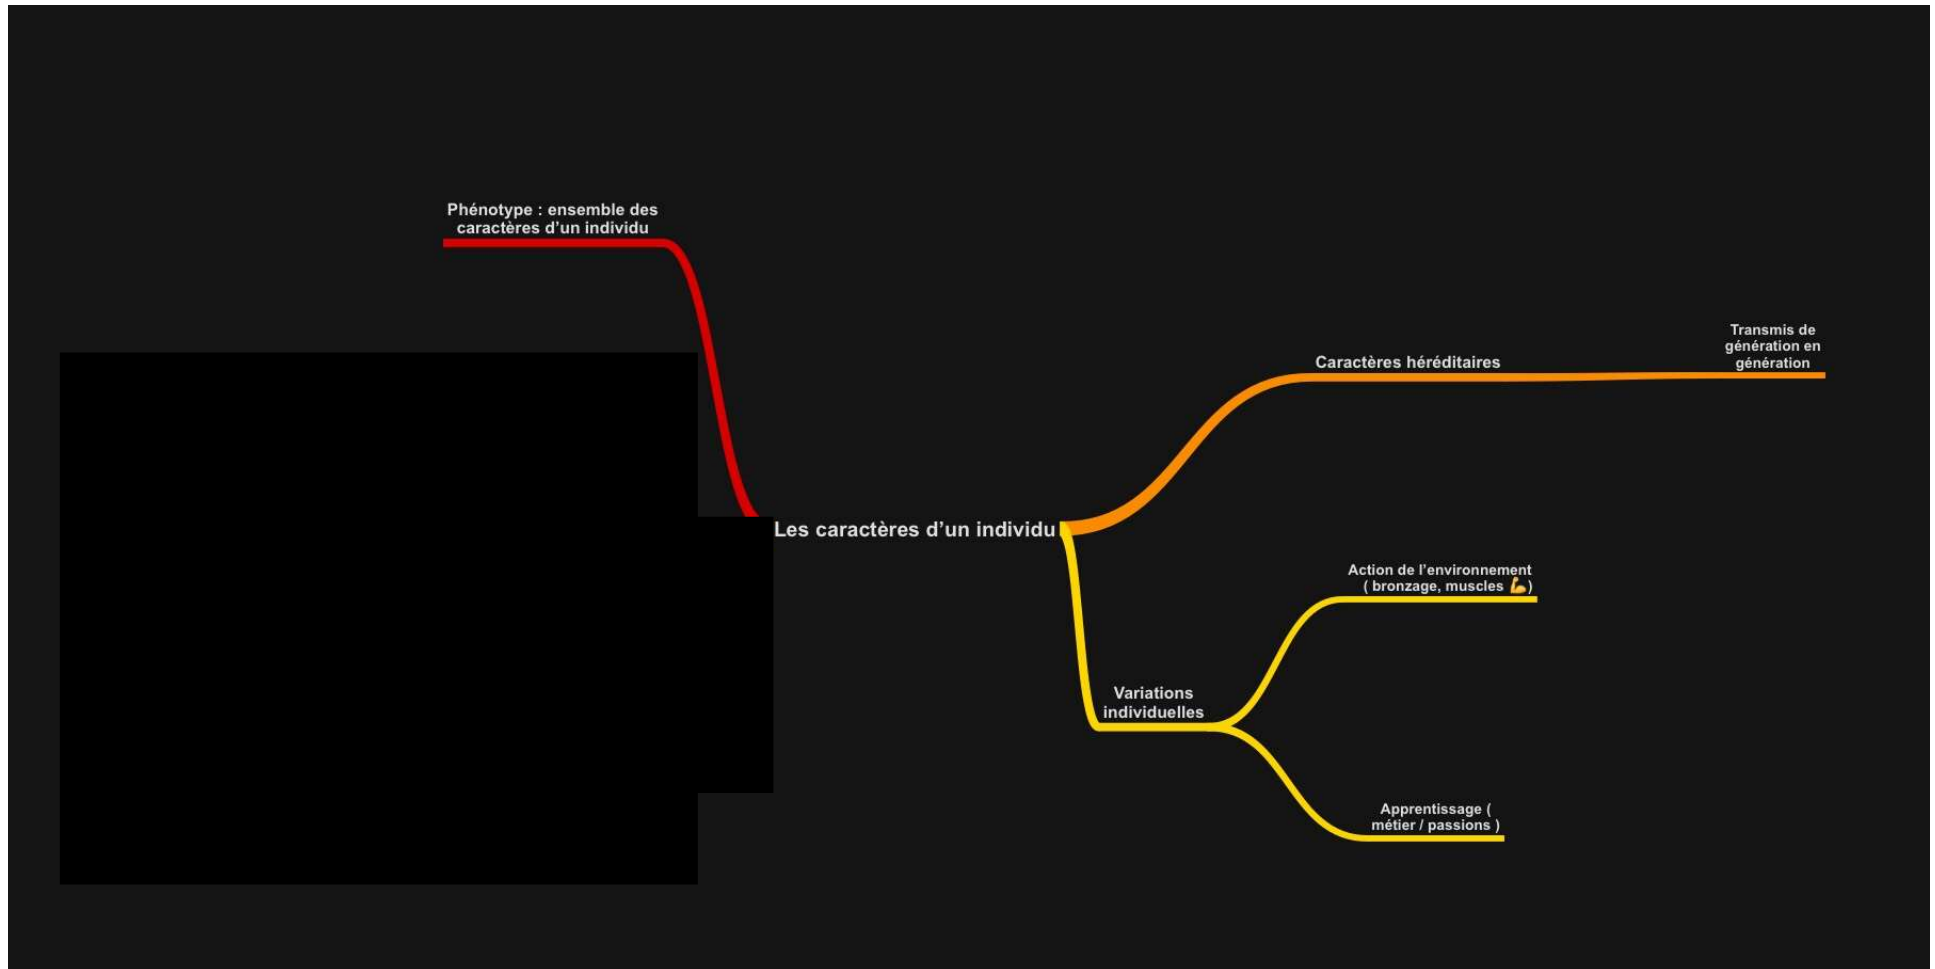 Phénotype : ensemble des
caractères d’un individu
Les caractères d’un individu
Caractères héréditaires
Transmis de
génération en
génération
Variations
individuelles
Action de l’environnement
( bronzage, muscles 💪)
Apprentissage (
métier / passions )